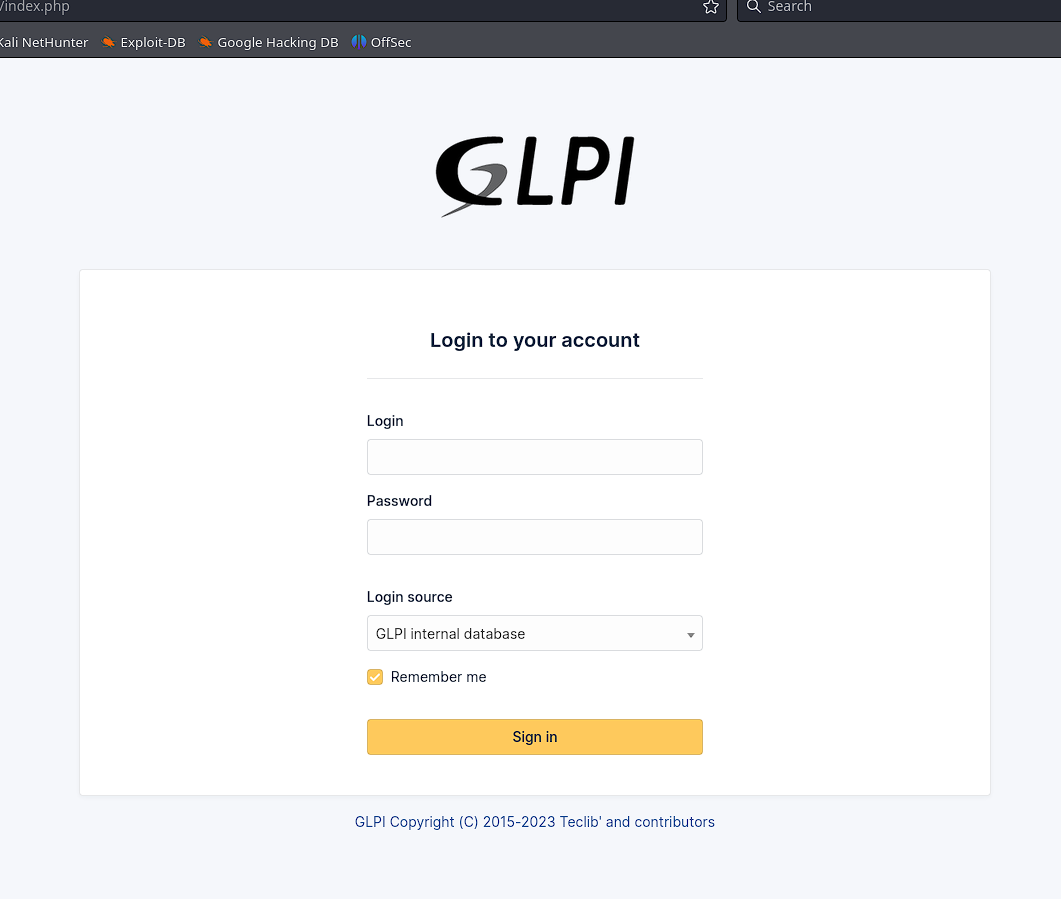 /index.php
Search
Kali NetHunter Exploit-DB Google Hacking DB OffSec
GLPI
Login to your account
Login
Password
Login source
GLPI internal database
Remember me
Sign in
GLPI Copyright (C) 2015-2023 Teclib' and contributors